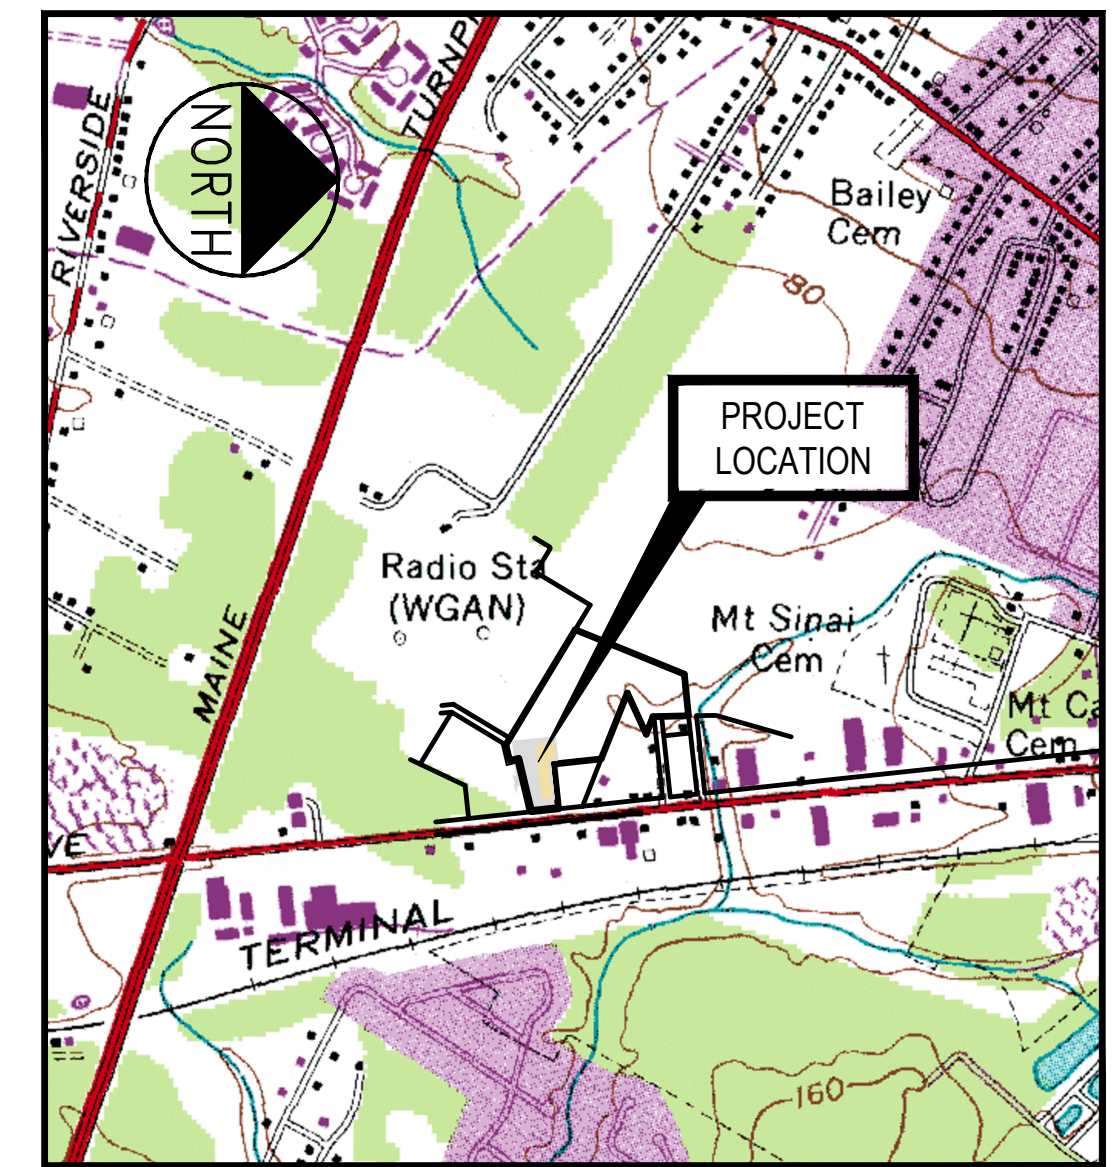 RIVERSIDE
NORTH
TURNP
Bailey
Cem
80
PROJECT
LOCATION
Radio Sta
(WGAN)
Mt Sinai
Cem
MAINE
Mt Ca
Cem
VE
TERMINAL
160